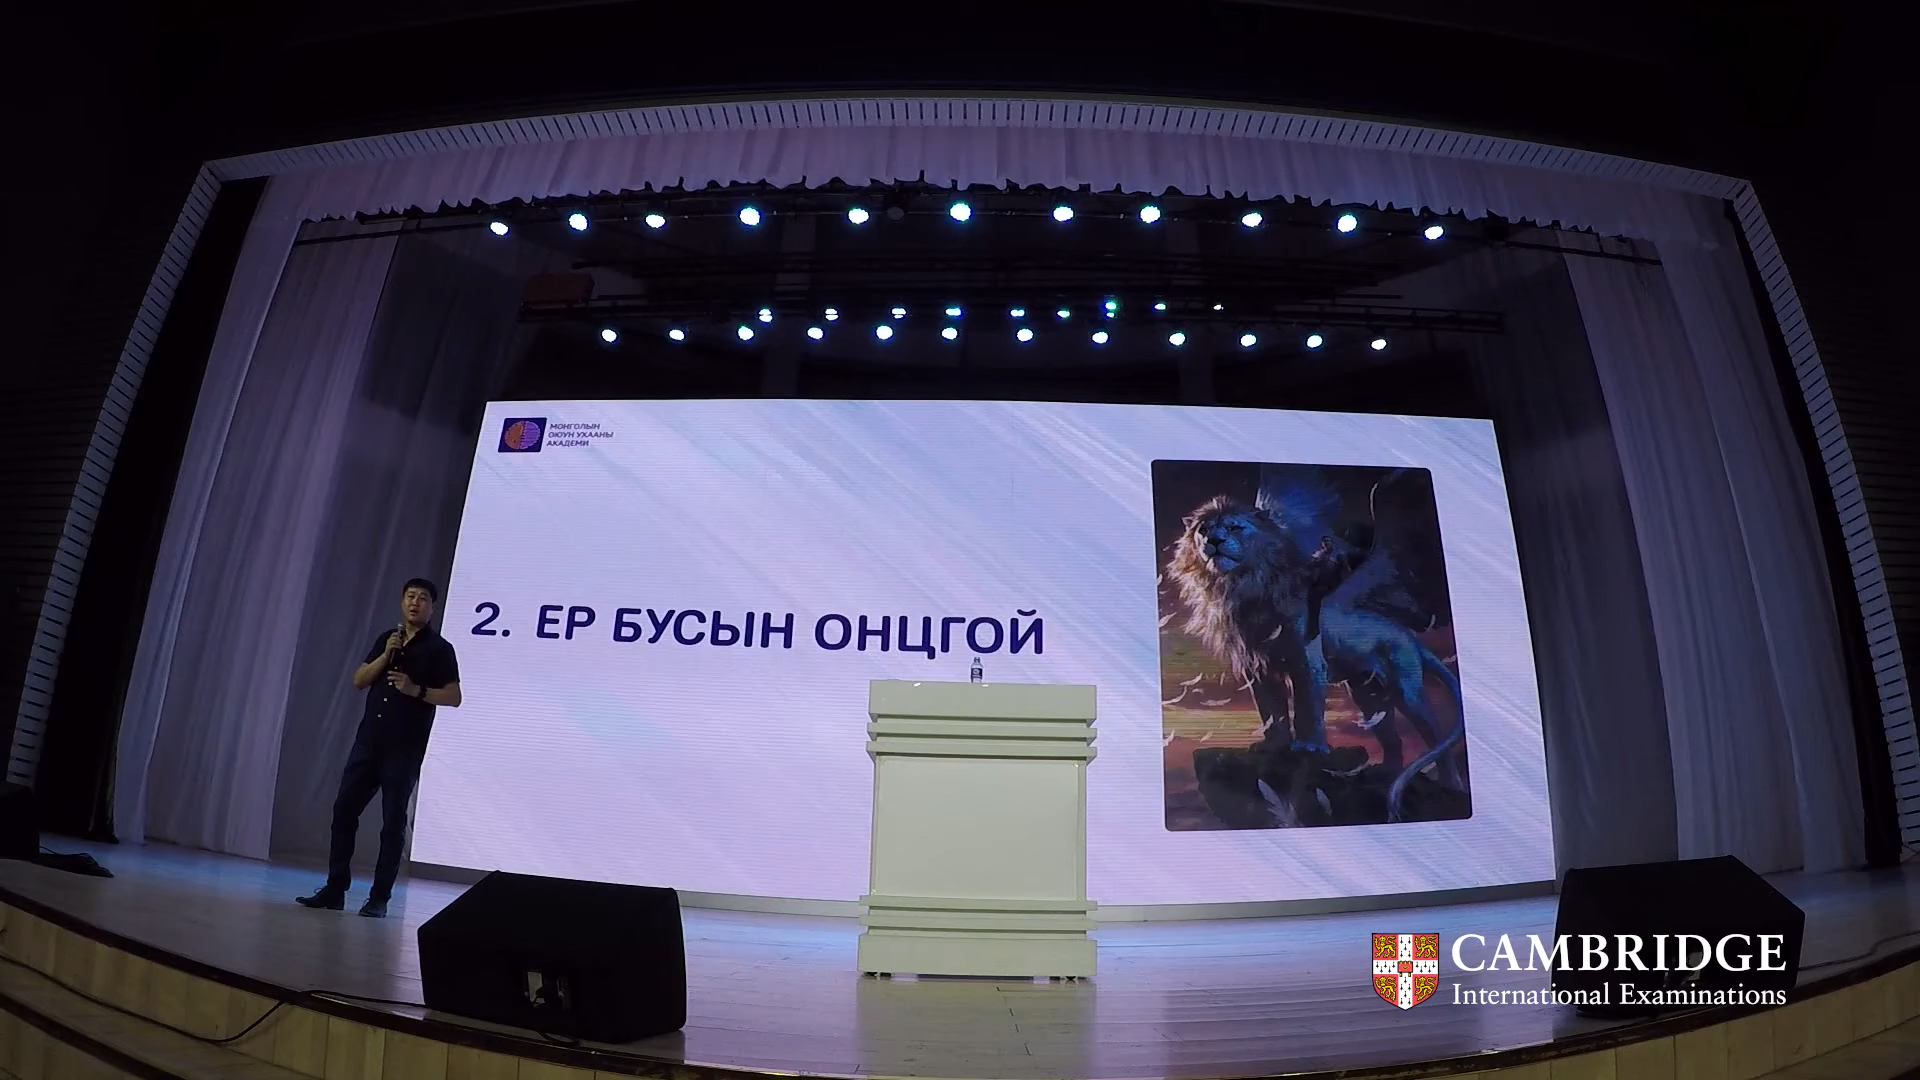 МОНГОЛЫН
ОЮУН УХААНЫ
АКАДЕМИ
2. ЕР БУСЫН ОНЦГОЙ
CAMBRIDGE
International Examinations